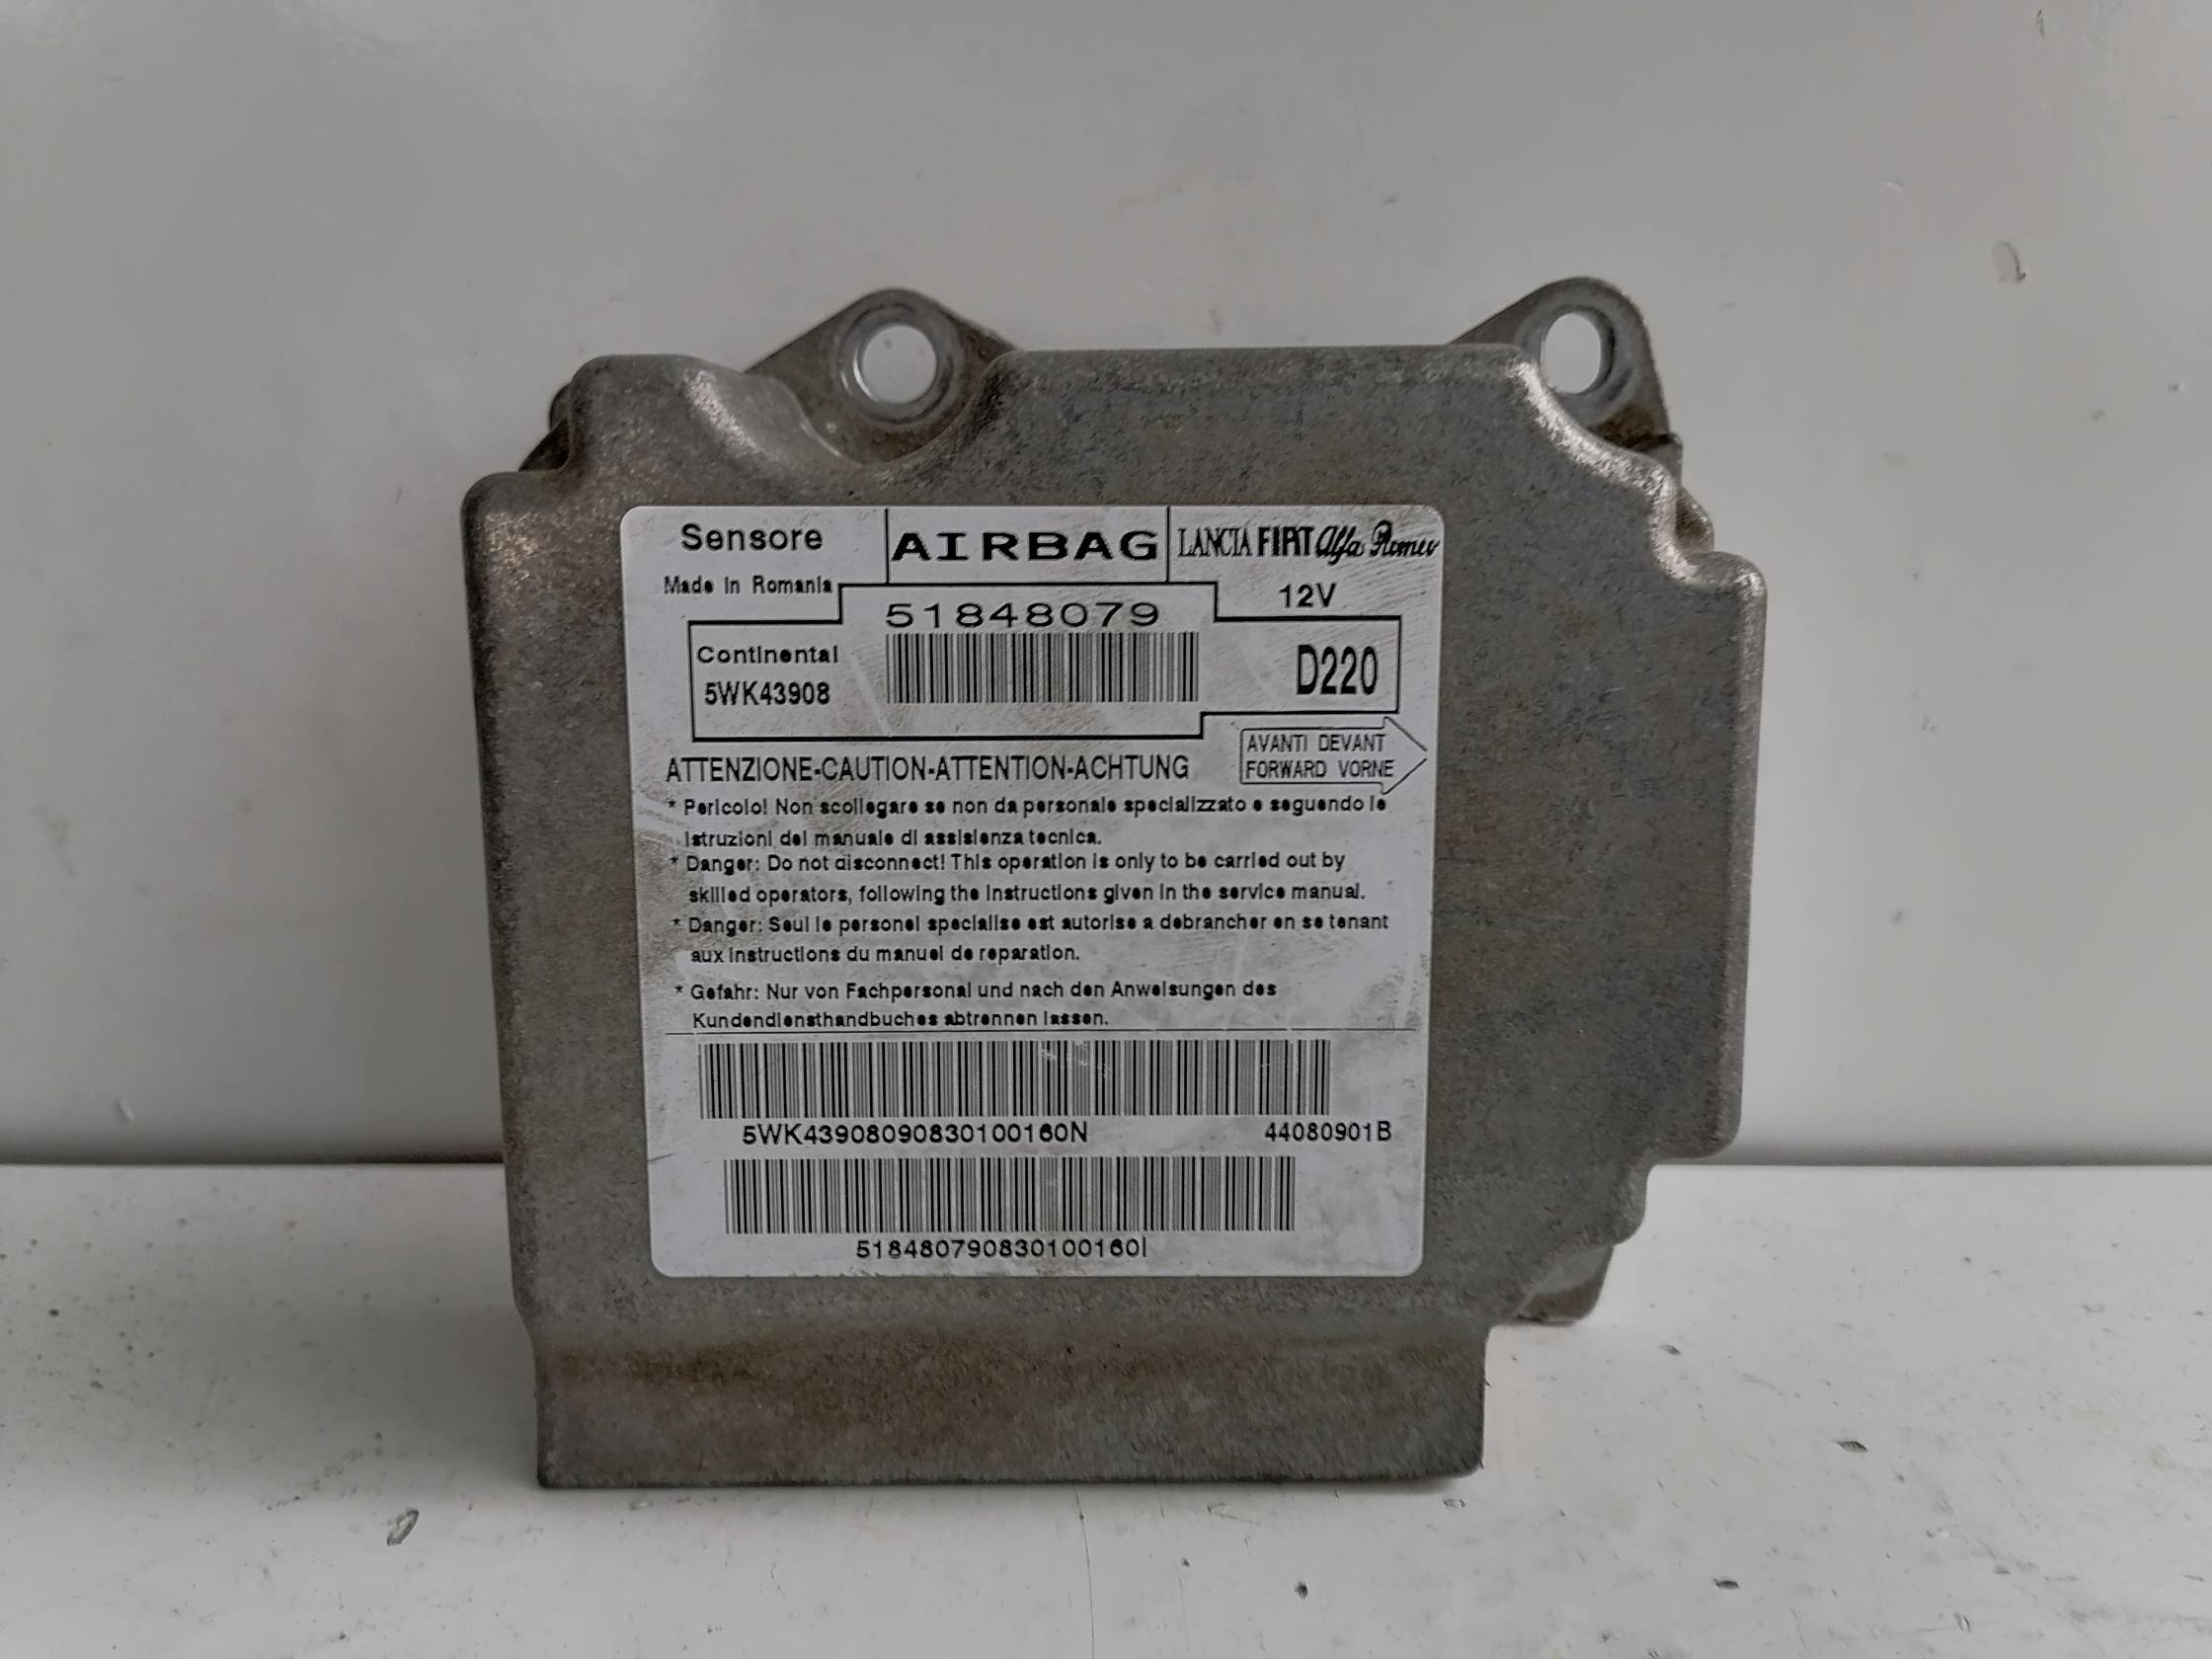 Sensore AIRBAG LANCIA FIAT Alfa Romeo
Made in Romania 12V
51848079
Continental
5WK43908 D220
AVANTI DEVANT
FORWARD VORNE
ATTENZIONE-CAUTION-ATTENTION-ACHTUNG
* Pericolo! Non scollegare se non da personale specializzato e seguendo le
istruzioni del manuale di assisienza tecnica.
* Danger: Do not disconnect! This operation is only to be carried out by
skilled operators, following the instructions given in the service manual.
* Danger: Seul le personel specialise est autorise a debrancher en se tenant
aux instructions du manuel de reparation.
* Gefahr: Nur von Fachpersonal und nach den Anweisungen des
Kundendiensthandbuches abtrennen lassen.
5WK43908090830100160N 44080901B
518480790830100160I